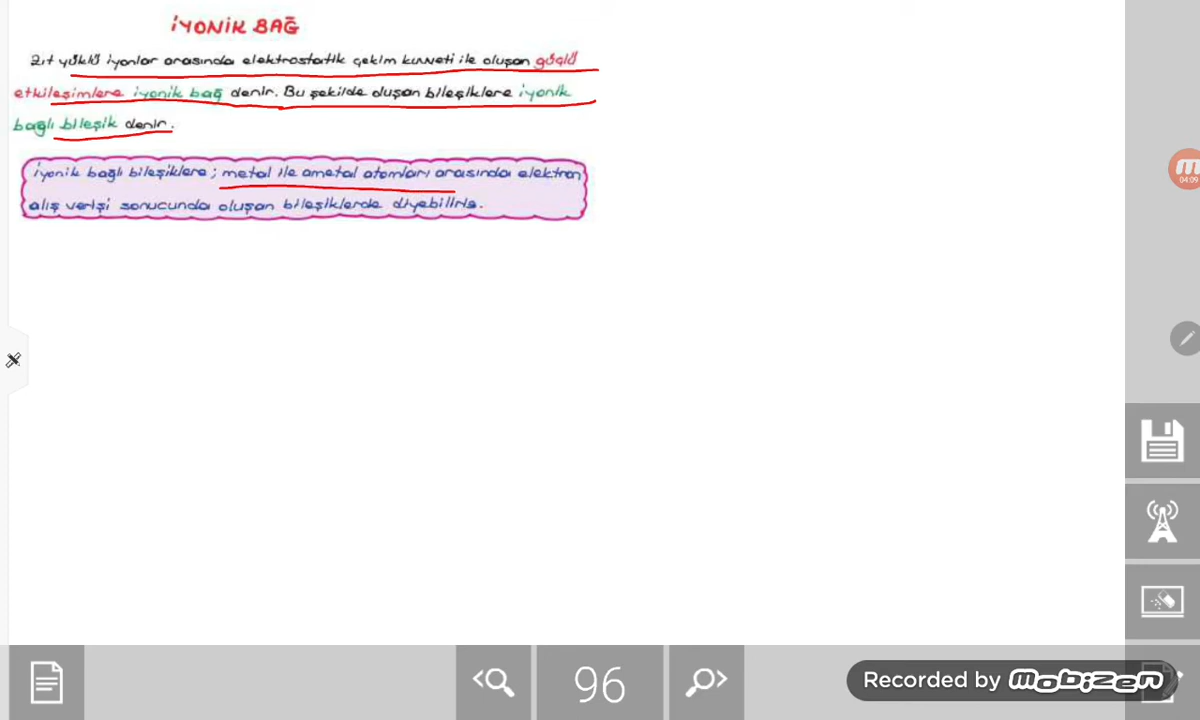 İYONİK BAĞ
Zıt yüklü iyonlar arasında elektrostatik çekim kuvveti ile oluşan güçlü
etkileşimlere iyonik bağ denir. Bu şekilde oluşan bileşiklere iyonik
bağlı bileşik denir.
İyonik bağlı bileşiklere; metal ile ametal atomları arasında elektron
alış verişi sonucunda oluşan bileşiklerde diyebiliriz.
04:09
96
Recorded by mobizen